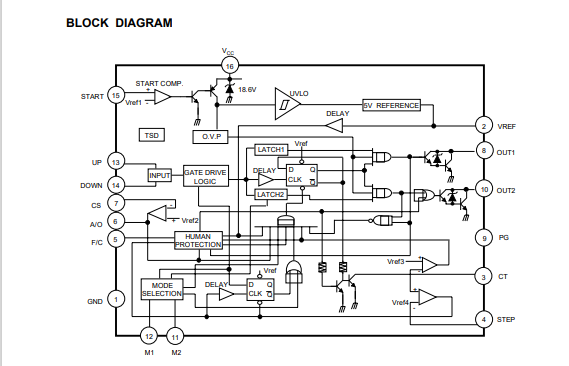 BLOCK DIAGRAM
VCC
16
START COMP.
START 15
+
Vref1 -
18.6V
UVLO
5V REFERENCE
DELAY
2 VREF
TSD
O.V.P
LATCH1
Vref
8 OUT1
UP 13
INPUT
GATE DRIVE
LOGIC
DELAY
D Q
CLK Q
DOWN 14
LATCH2
10 OUT2
CS 7
-
+ Vref2
A/O 6
F/C 5
HUMAN
PROTECTION
9 PG
Vref3
+
-
3 CT
Vref
MODE
SELECTION
DELAY
D Q
CLK Q
GND 1
+
Vref4
-
4 STEP
12
11
M1
M2